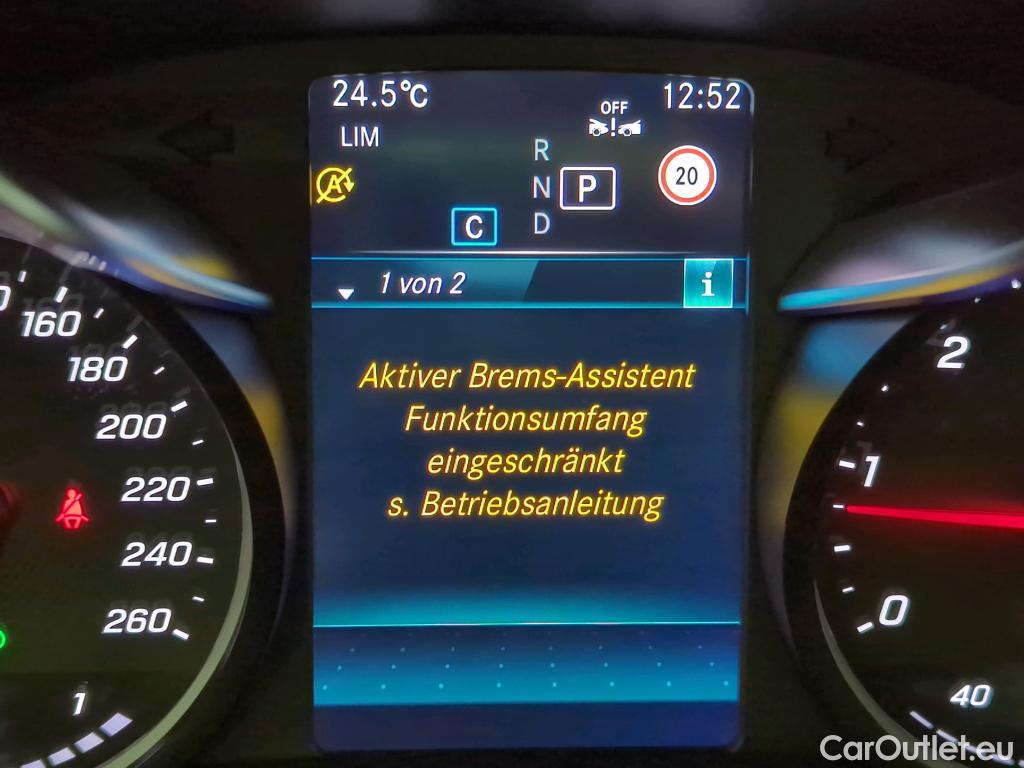 24.5°C
12:52
OFF
LIM
R
N
P
D
20
A
C
1 von 2
i
Aktiver Brems-Assistent
Funktionsumfang
eingeschränkt
s. Betriebsanleitung
160
180
200
220
240
260
1
2
1
0
40
CarOutlet.eu